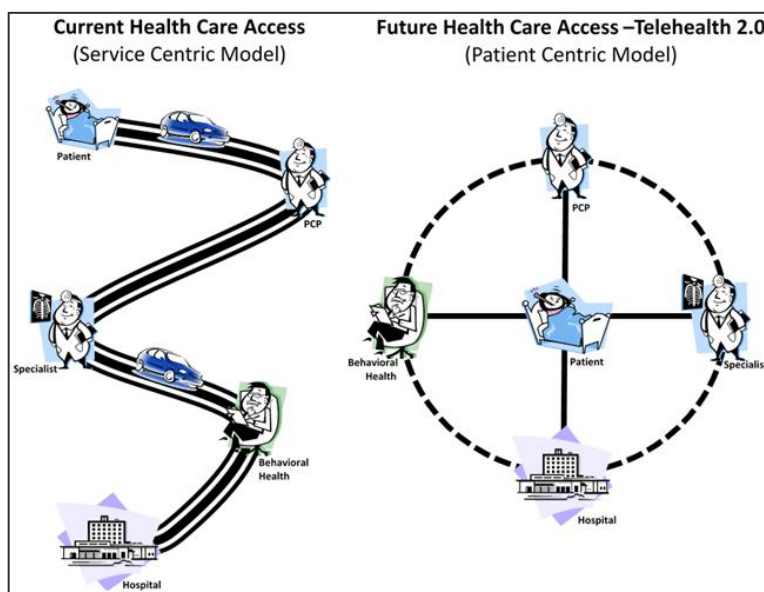 Current Health Care Access
(Service Centric Model)
Patient
PCP
Specialist
Behavioral
Health
Hospital
Future Health Care Access –Telehealth 2.0
(Patient Centric Model)
PCP
Behavioral
Health
Patient
Specialist
Hospital